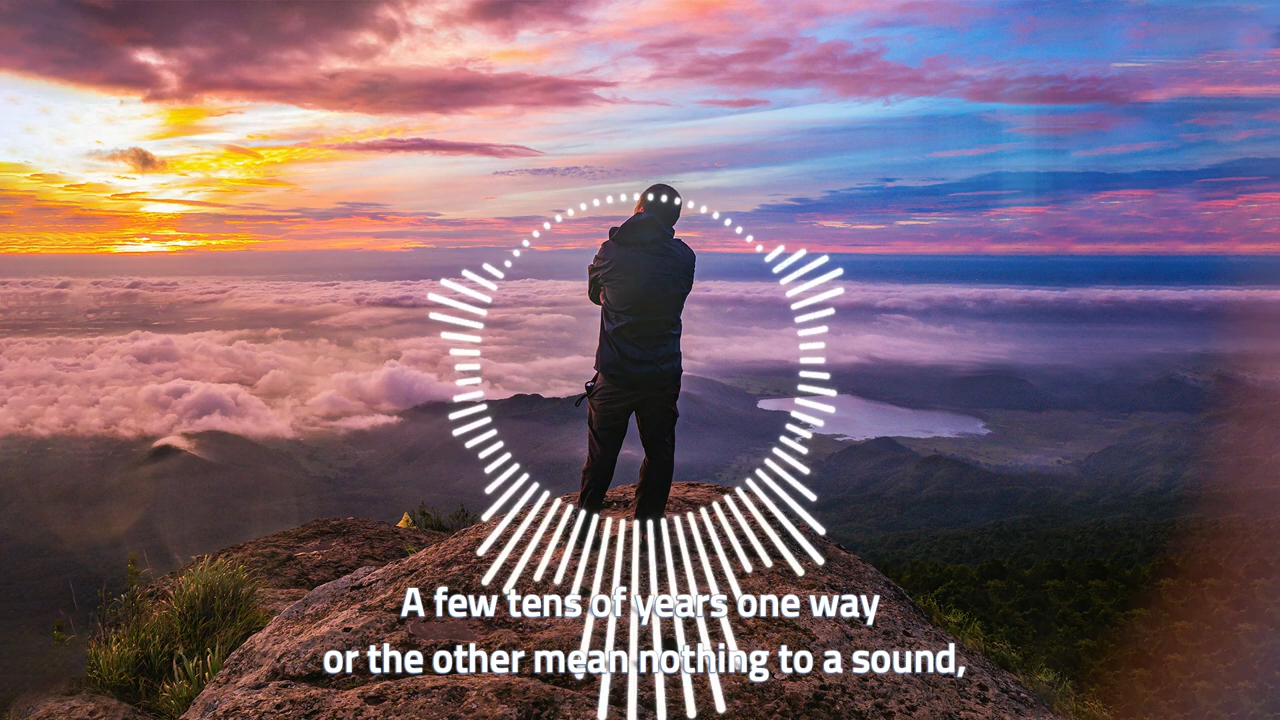 A few tens of years one way
or the other mean nothing to a sound,